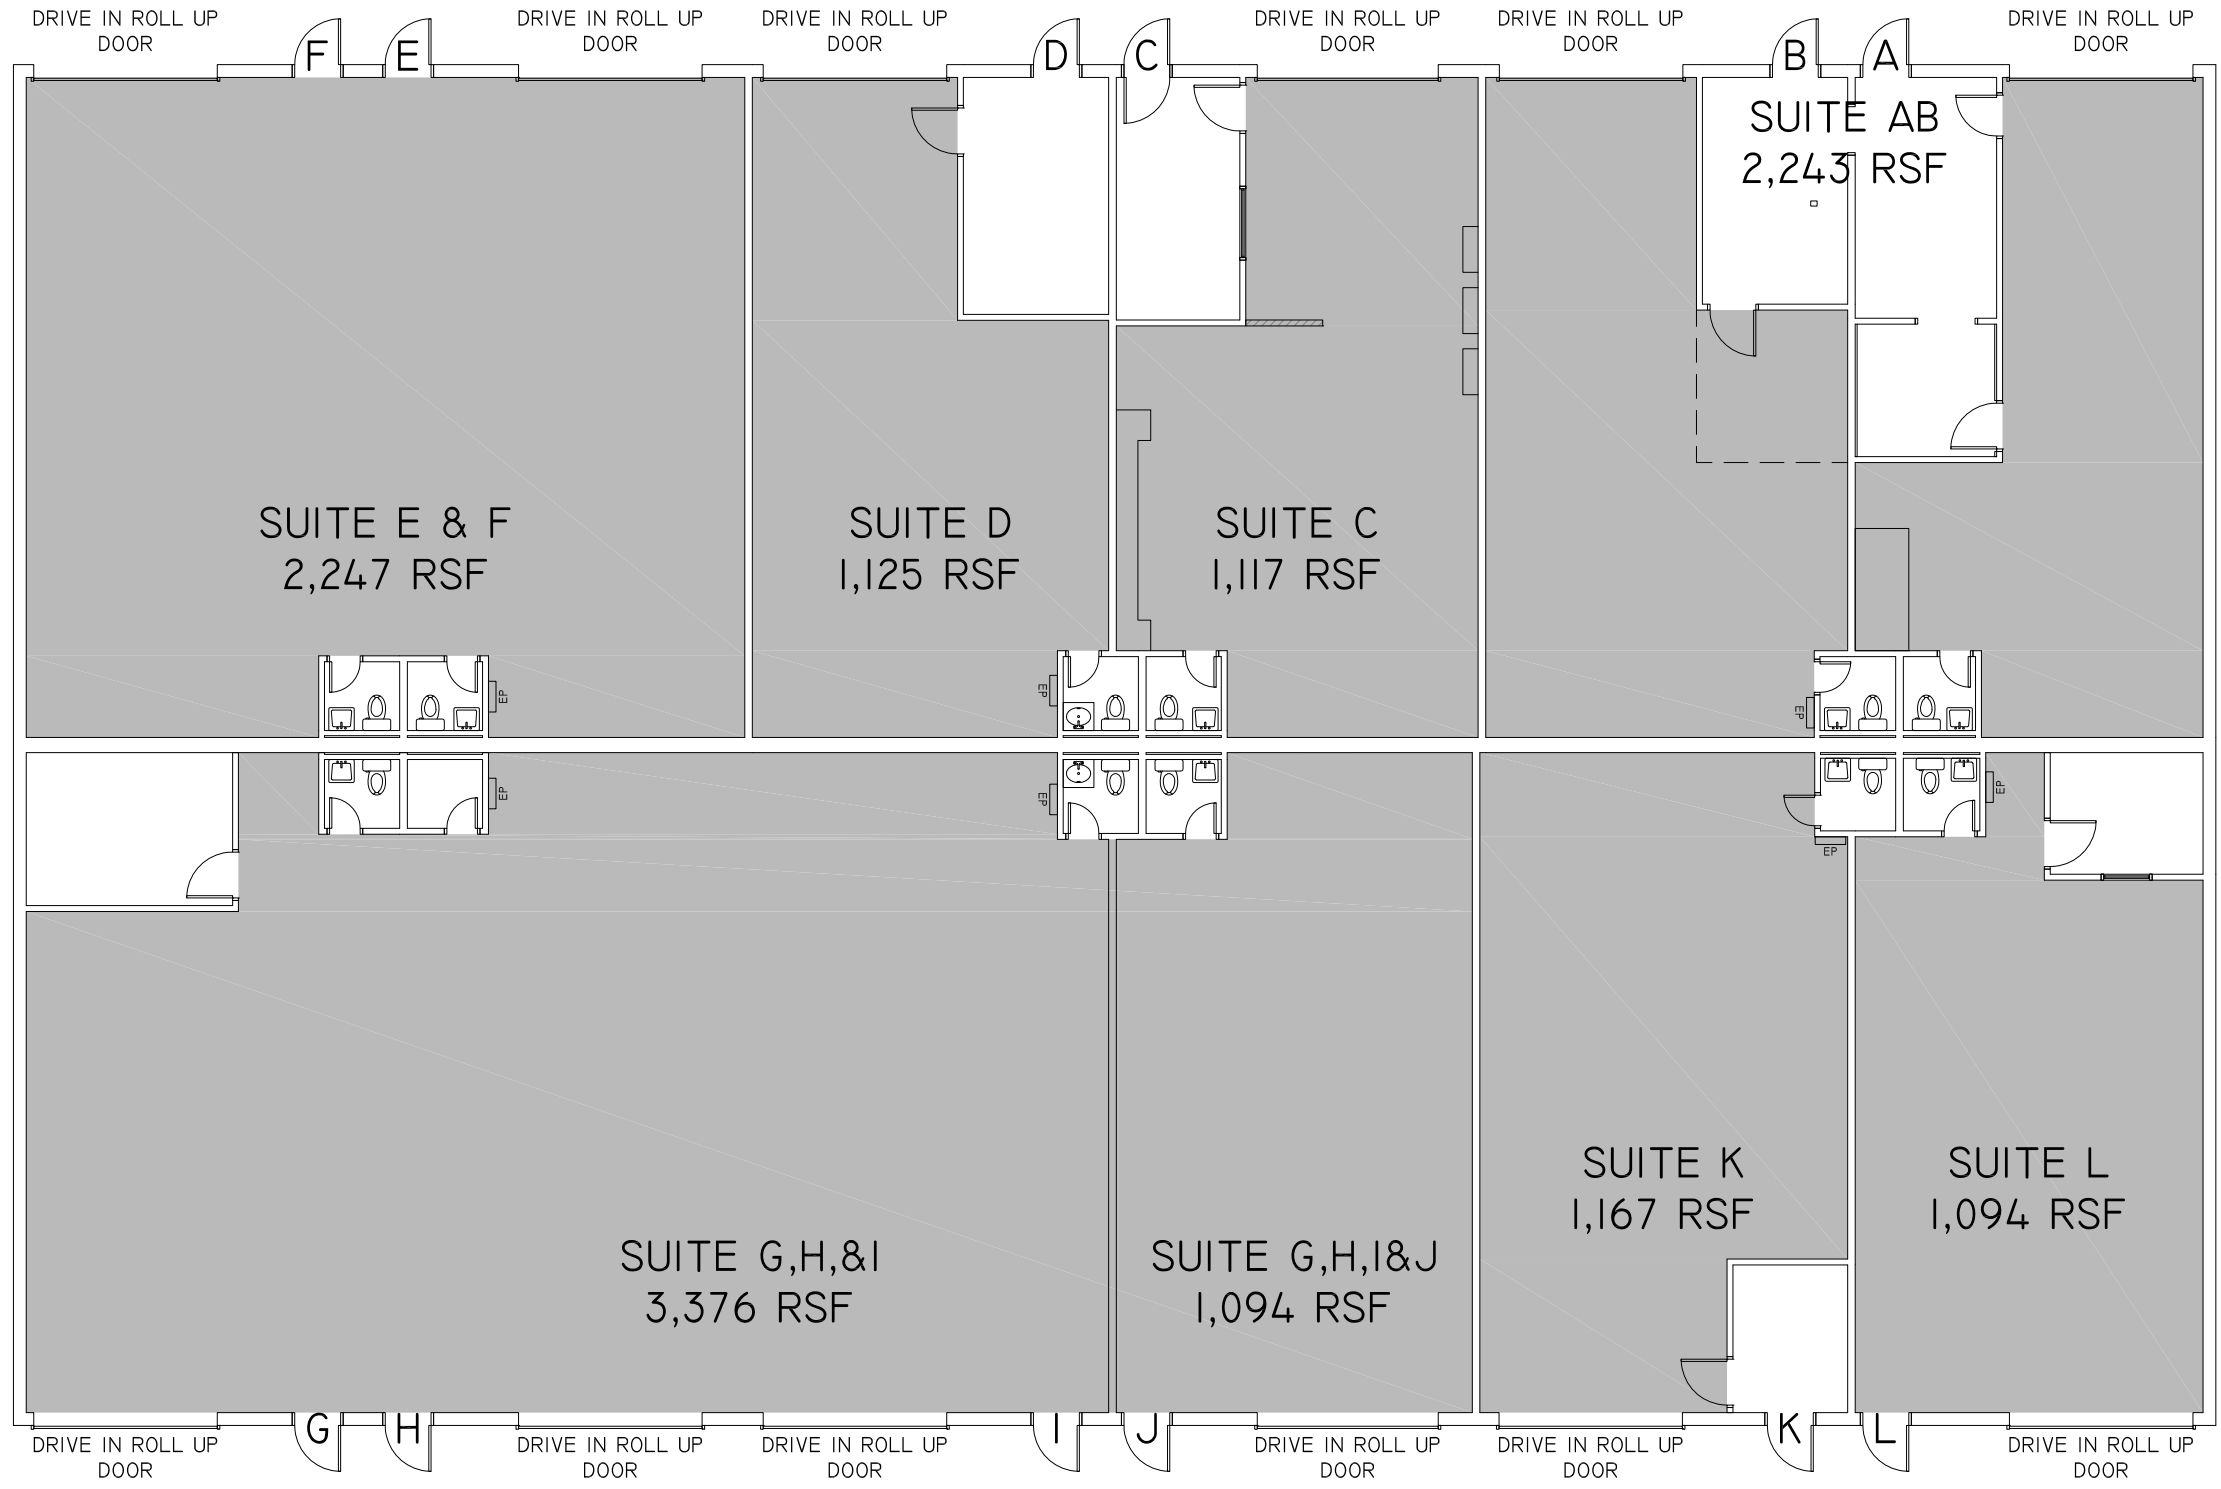 DRIVE IN ROLL UP
DOOR
F
E
DRIVE IN ROLL UP
DOOR
DRIVE IN ROLL UP
DOOR
D
C
DRIVE IN ROLL UP
DOOR
DRIVE IN ROLL UP
DOOR
B
A
DRIVE IN ROLL UP
DOOR
SUITE AB
2,243 RSF
SUITE E & F
2,247 RSF
SUITE D
1,125 RSF
SUITE C
1,117 RSF
EP
EP
EP
EP
EP
EP
EP
SUITE K
1,167 RSF
SUITE L
1,094 RSF
SUITE G,H,&I
3,376 RSF
SUITE G,H,I&J
1,094 RSF
G
H
I
J
K
L
DRIVE IN ROLL UP
DOOR
DRIVE IN ROLL UP
DOOR
DRIVE IN ROLL UP
DOOR
DRIVE IN ROLL UP
DOOR
DRIVE IN ROLL UP
DOOR
DRIVE IN ROLL UP
DOOR